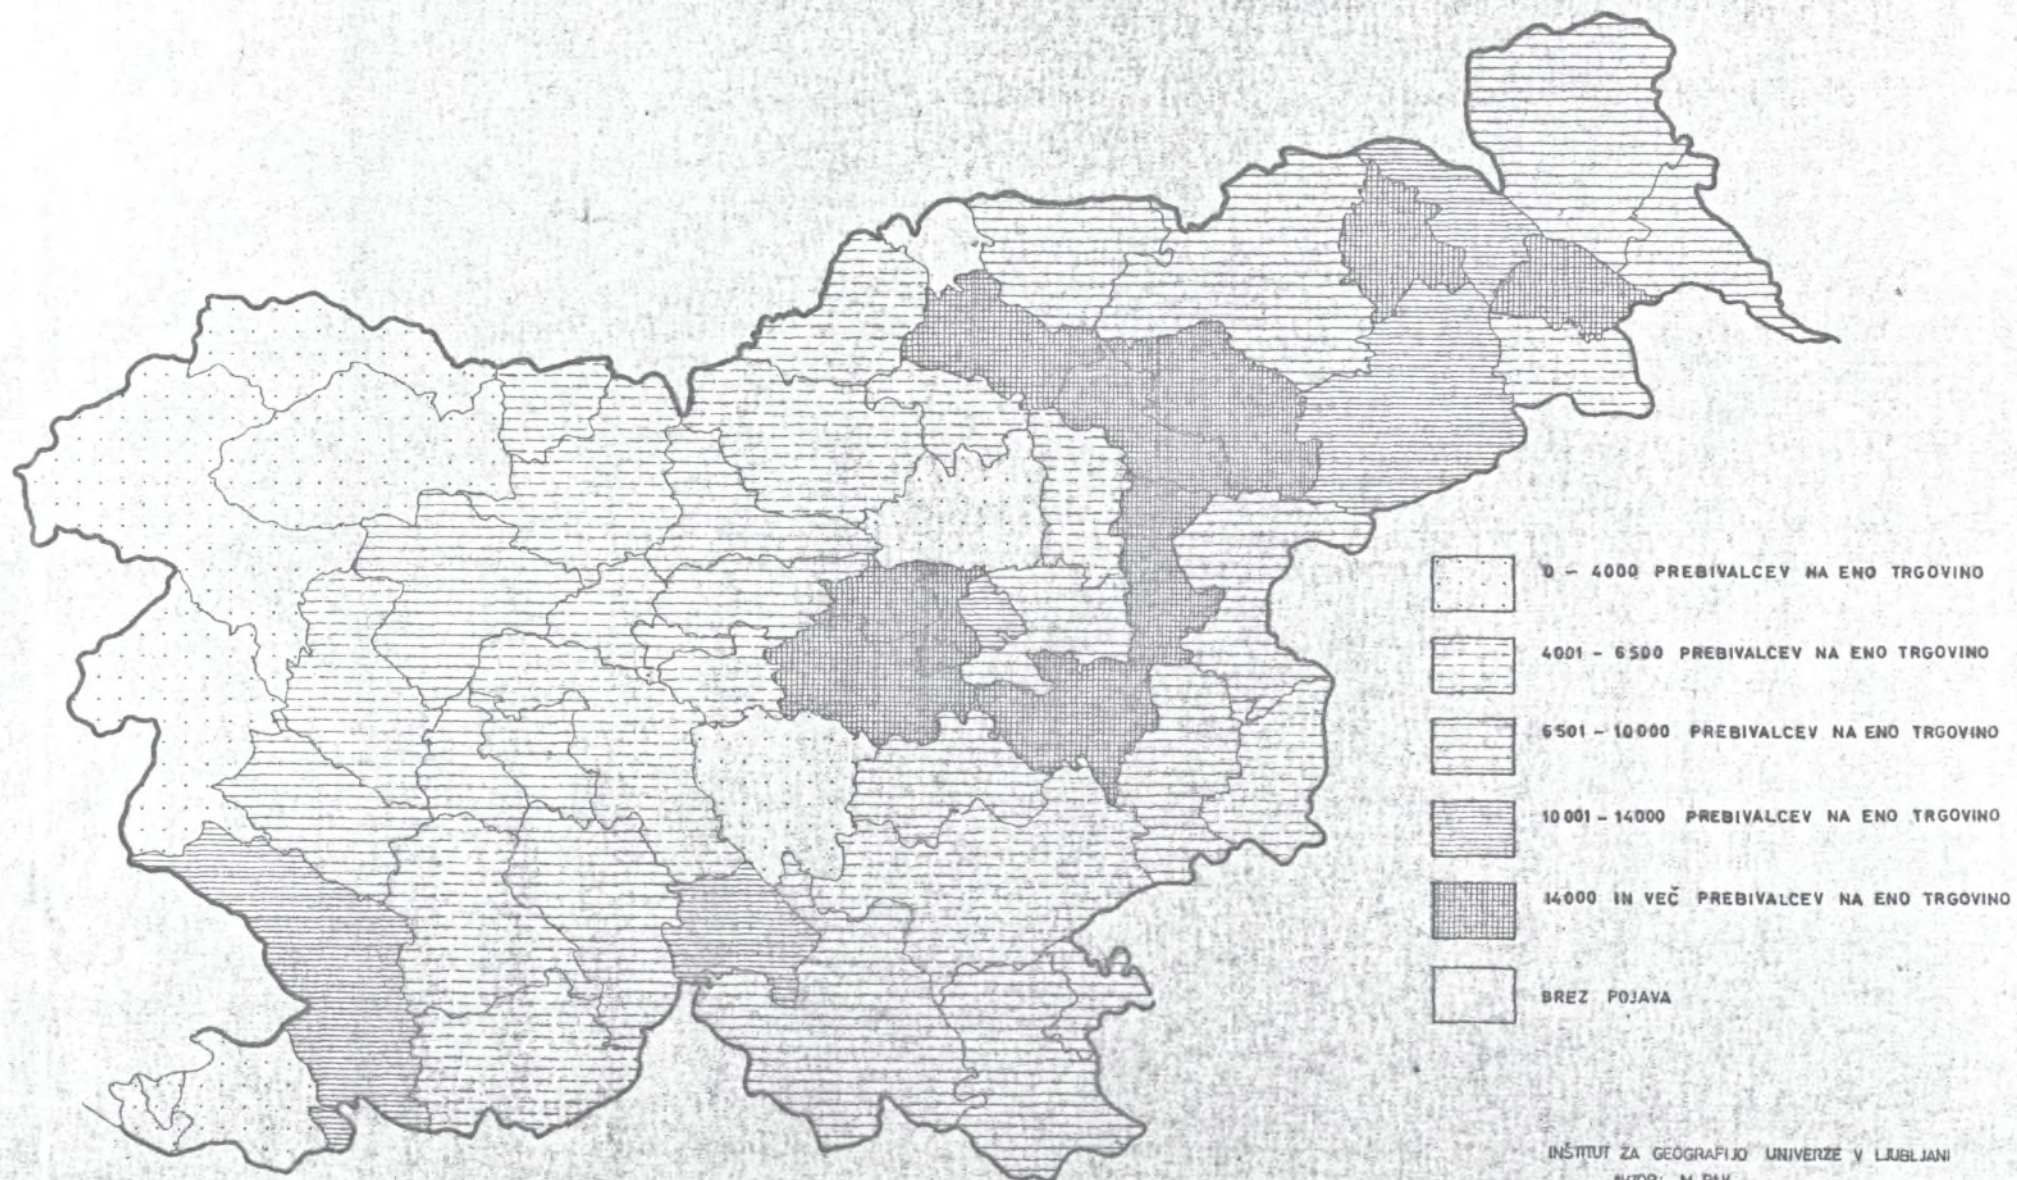 0 - 4000 PREBIVALCEV NA ENO TRGOVINO
4001 - 6500 PREBIVALCEV NA ENO TRGOVINO
6501 - 10000 PREBIVALCEV NA ENO TRGOVINO
10001 - 14000 PREBIVALCEV NA ENO TRGOVINO
14000 IN VEČ PREBIVALCEV NA ENO TRGOVINO
BREZ POJAVA
INŠTITUT ZA GEOGRAFIJO UNIVERZE V LJUBLJANI
AVTOR: M. PAK